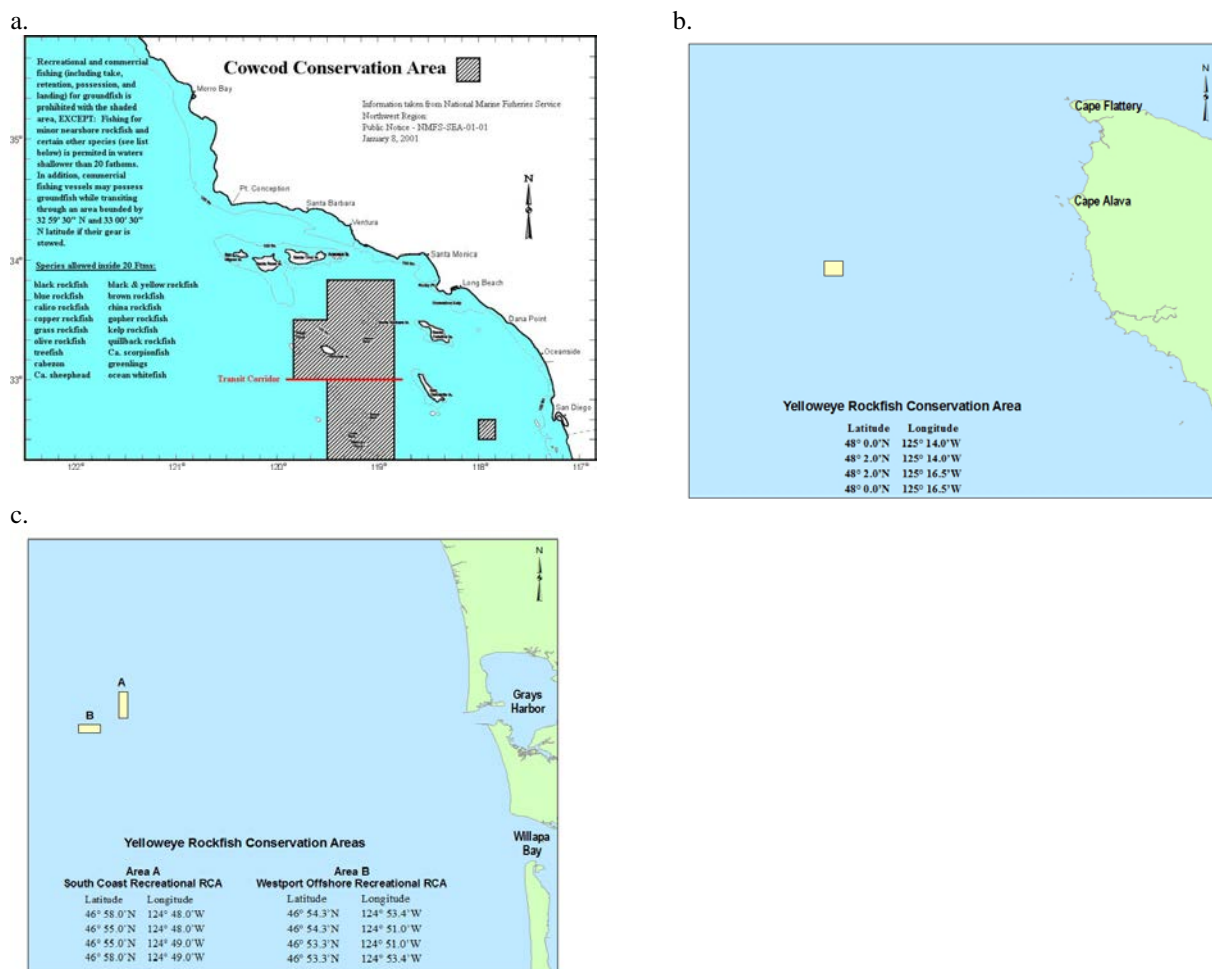 a.
Recreational and commercial
fishing (including take,
retention, possession, and
landing) for groundfish is
prohibited with the shaded
area, EXCEPT: Fishing for
minor nearshore rockfish and
certain other species (see list
below) is permited in waters
shallower than 20 fathoms.
In addition, commercial
fishing vessels may possess
groundfish while transiting
through an area bounded by
32 59' 30" N and 33 00' 30"
N latitude if their gear is
stowed.
Species allowed inside 20 Ftms:
black rockfish black & yellow rockfish
blue rockfish brown rockfish
calico rockfish china rockfish
copper rockfish gopher rockfish
grass rockfish kelp rockfish
olive rockfish quillback rockfish
treefish Ca. scorpionfish
cabezon greenlings
Ca. sheephead ocean whitefish
Cowcod Conservation Area
Information taken from National Marine Fisheries Service
Northwest Region:
Public Notice - NMFS-SEA-01-01
January 8, 2001
N
Morro Bay
Pt. Conception
Santa Barbara
Ventura
Santa Monica
Long Beach
Dana Point
Oceanside
San Diego
Transit Corridor
35°
34°
33°
122° 121° 120° 119° 118° 117°
b.
N
Cape Flattery
Cape Alava
Yelloweye Rockfish Conservation Area
Latitude Longitude
48° 0.0'N 125° 14.0'W
48° 2.0'N 125° 14.0'W
48° 2.0'N 125° 16.5'W
48° 0.0'N 125° 16.5'W
c.
N
A
B
Grays
Harbor
Willapa
Bay
Yelloweye Rockfish Conservation Areas
Area A
South Coast Recreational RCA
Latitude Longitude
46° 58.0'N 124° 48.0'W
46° 55.0'N 124° 48.0'W
46° 55.0'N 124° 49.0'W
46° 58.0'N 124° 49.0'W
Area B
Westport Offshore Recreational RCA
Latitude Longitude
46° 54.3'N 124° 53.4'W
46° 54.3'N 124° 51.0'W
46° 53.3'N 124° 51.0'W
46° 53.3'N 124° 53.4'W